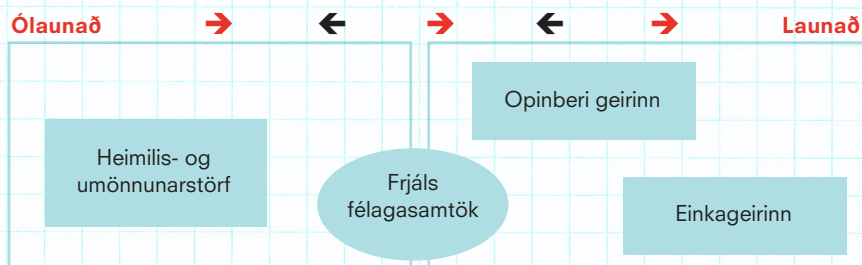 Ólaunað
Launað
Opinberi geirinn
Heimilis- og
umönnunarstörf
Frjáls
félagasamtök
Einkageirinn